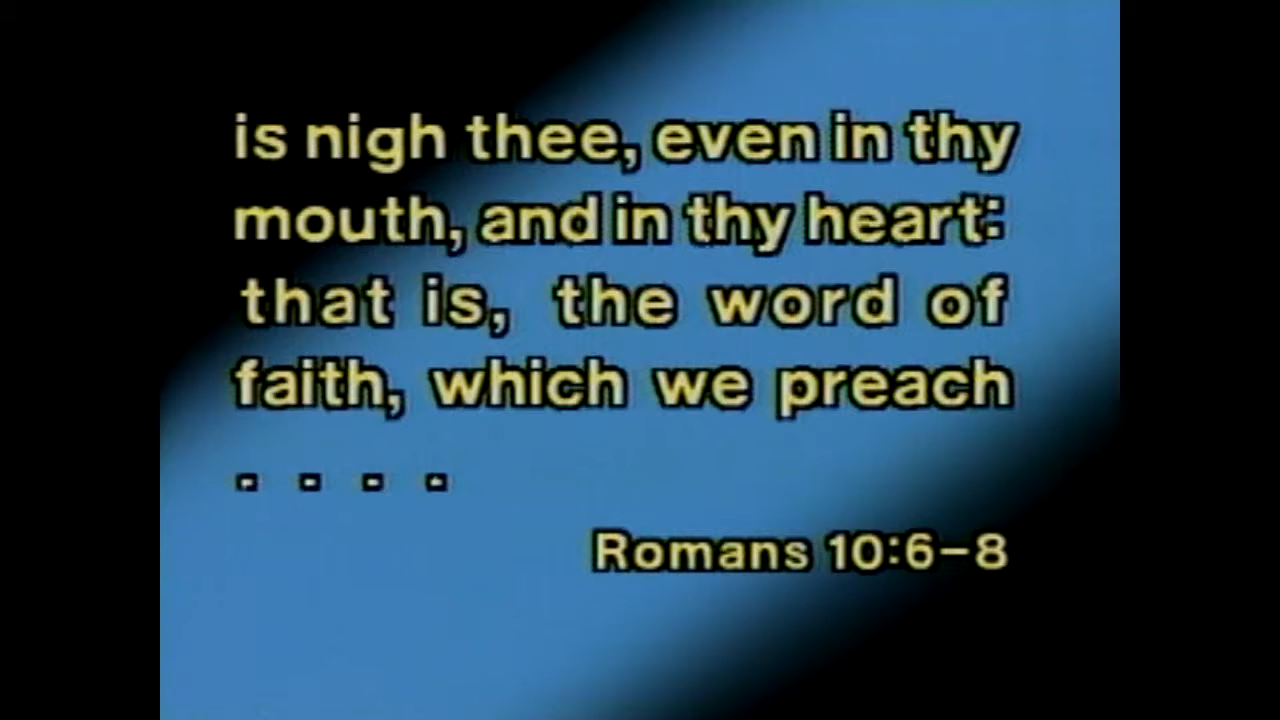 is nigh thee, even in thy
mouth, and in thy heart:
that is, the word of
faith, which we preach
. . . .
Romans 10:6–8